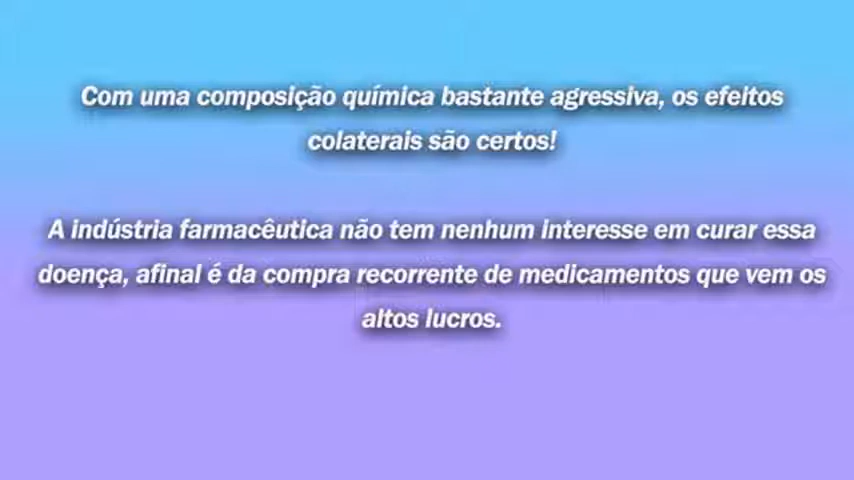 Com uma composição química bastante agressiva, os efeitos
colaterais são certos!
A indústria farmacêutica não tem nenhum interesse em curar essa
doença, afinal é da compra recorrente de medicamentos que vem os
altos lucros.